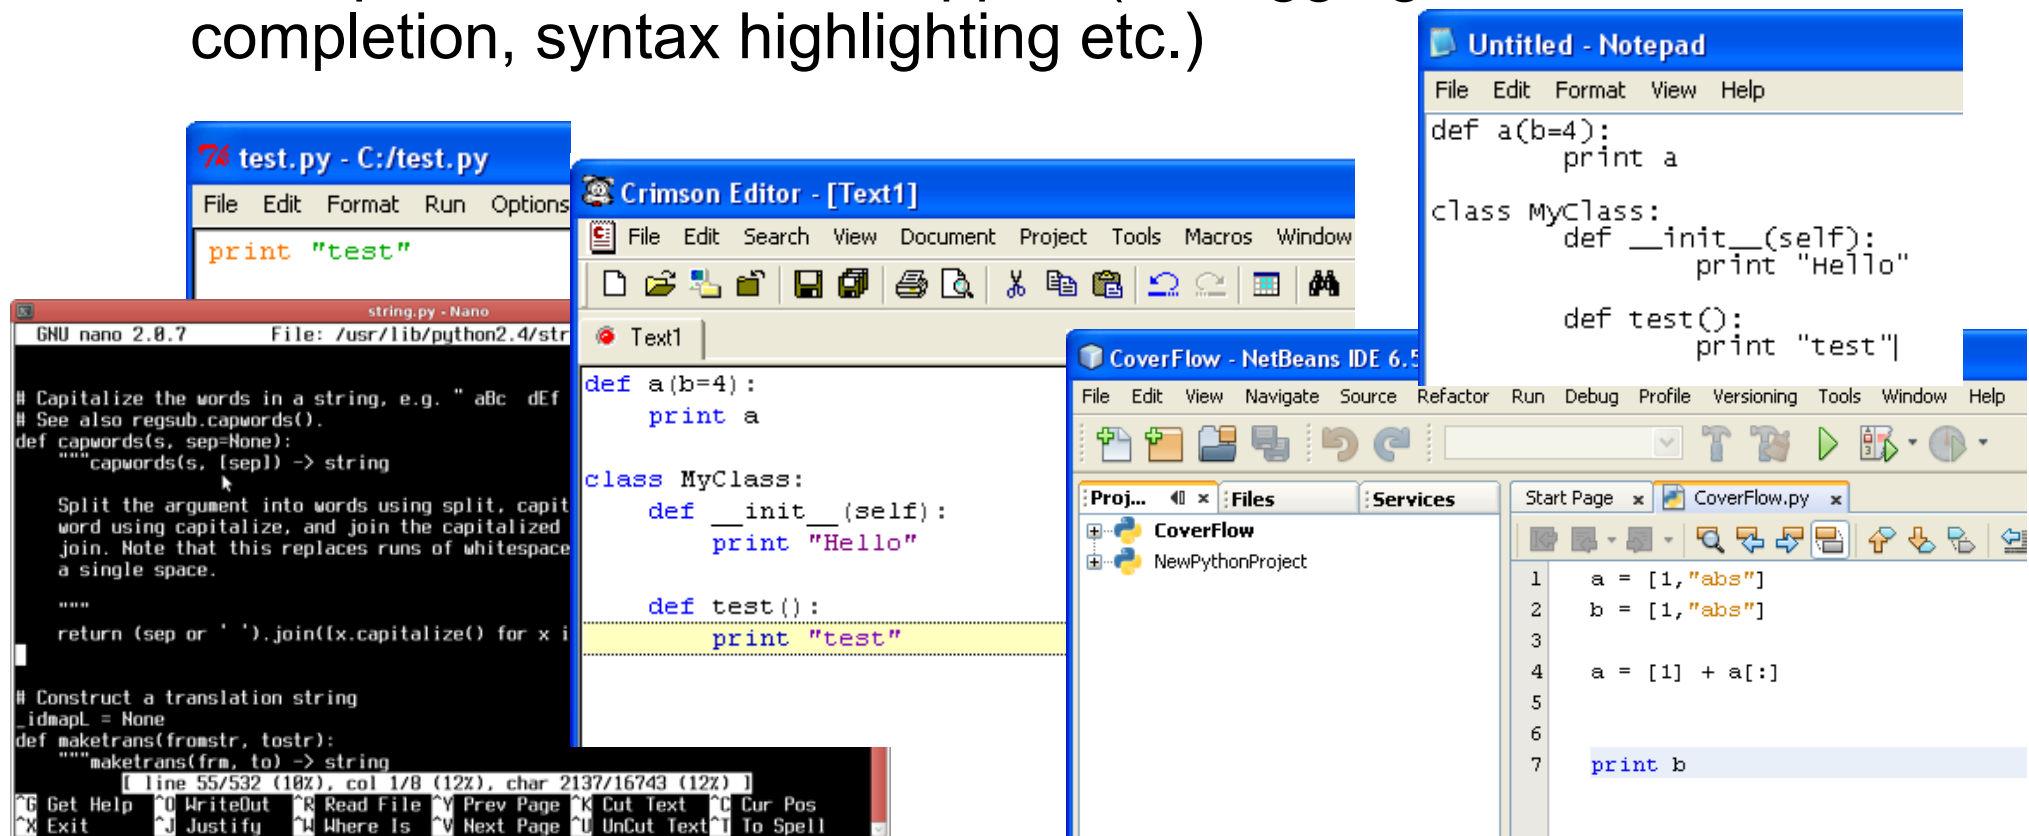 completion, syntax highlighting etc.)
Untitled - Notepad
File Edit Format View Help
def a(b=4):
print a
class MyClass:
def __init__(self):
print "Hello"
def test():
print "test"
test.py - C:/test.py
File Edit Format Run Options
print "test"
Crimson Editor - [Text1]
File Edit Search View Document Project Tools Macros Window
Text1
def a(b=4):
print a
class MyClass:
def __init__(self):
print "Hello"
def test():
print "test"
string.py - Nano
GNU nano 2.0.7 File: /usr/lib/python2.4/str
# Capitalize the words in a string, e.g. " aBc dEf
# See also regsub.capwords().
def capwords(s, sep=None):
"""capwords(s, [sep]) -> string
Split the argument into words using split, capit
word using capitalize, and join the capitalized
join. Note that this replaces runs of whitespace
a single space.
"""
return (sep or ' ').join([x.capitalize() for x i
# Construct a translation string
_idmapL = None
def maketrans(fromstr, tostr):
"""maketrans(frm, to) -> string
[ line 55/532 (10%), col 1/8 (12%), char 2137/16743 (12%) ]
^G Get Help ^O WriteOut ^R Read File ^Y Prev Page ^K Cut Text ^C Cur Pos
^X Exit ^J Justify ^W Where Is ^V Next Page ^U UnCut Text ^T To Spell
CoverFlow - NetBeans IDE 6.5
File Edit View Navigate Source Refactor Run Debug Profile Versioning Tools Window Help
Proj... Files Services
CoverFlow
NewPythonProject
Start Page CoverFlow.py
1 a = [1,"abs"]
2 b = [1,"abs"]
3
4 a = [1] + a[:]
5
6
7 print b